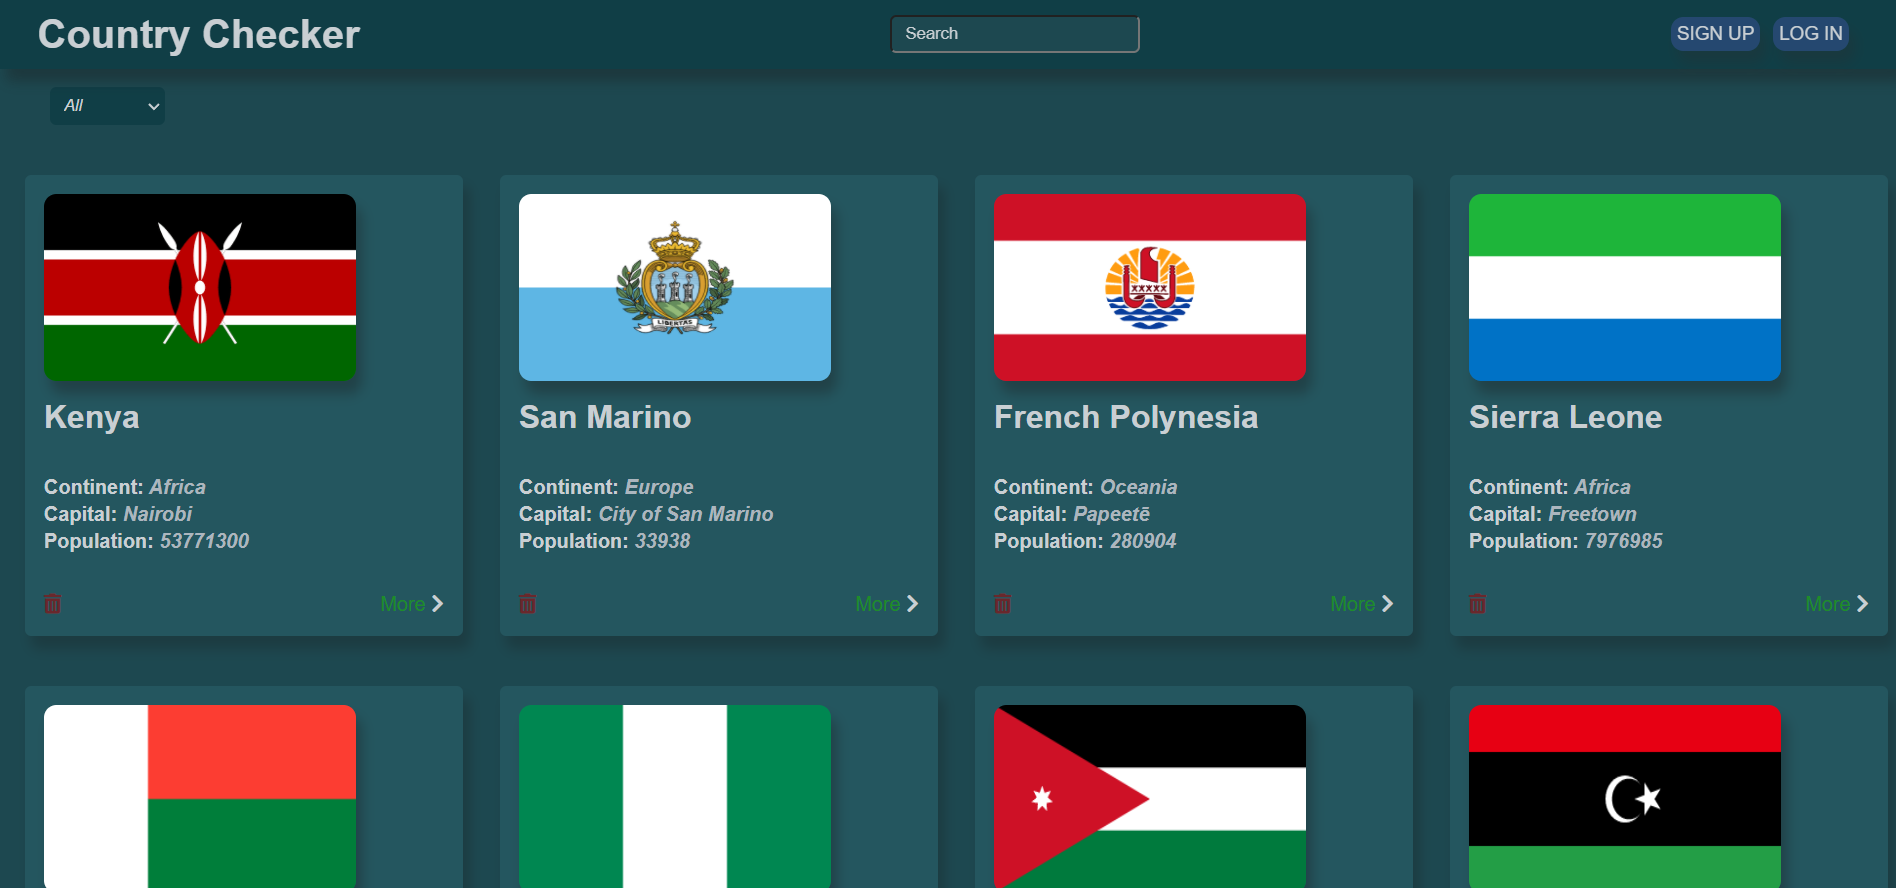 Country Checker
Search
SIGN UP
LOG IN
All
LIBERTAS
Kenya
Continent: Africa
Capital: Nairobi
Population: 53771300
More
San Marino
Continent: Europe
Capital: City of San Marino
Population: 33938
More
French Polynesia
Continent: Oceania
Capital: Papeetē
Population: 280904
More
Sierra Leone
Continent: Africa
Capital: Freetown
Population: 7976985
More